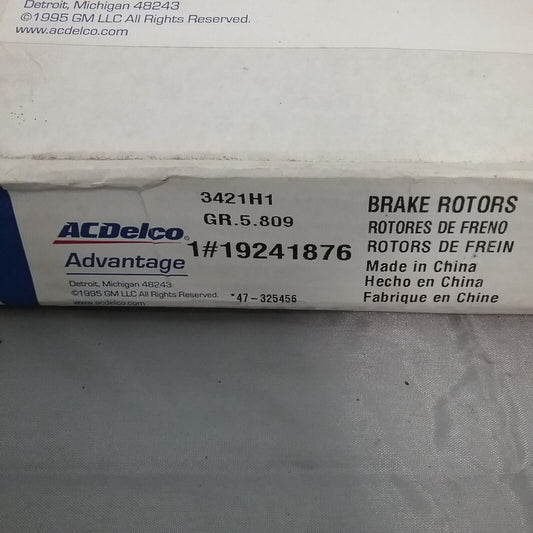 Detroit, Michigan 48243
©1995 GM LLC All Rights Reserved.
www.acdelco.com
3421H1
GR.5.809
ACDelco®
1#19241876
Advantage
Detroit, Michigan 48243
©1995 GM LLC All Rights Reserved.
www.acdelco.com
*47-325456
BRAKE ROTORS
ROTORES DE FRENO
ROTORS DE FREIN
Made in China
Hecho en China
Fabrique en Chine